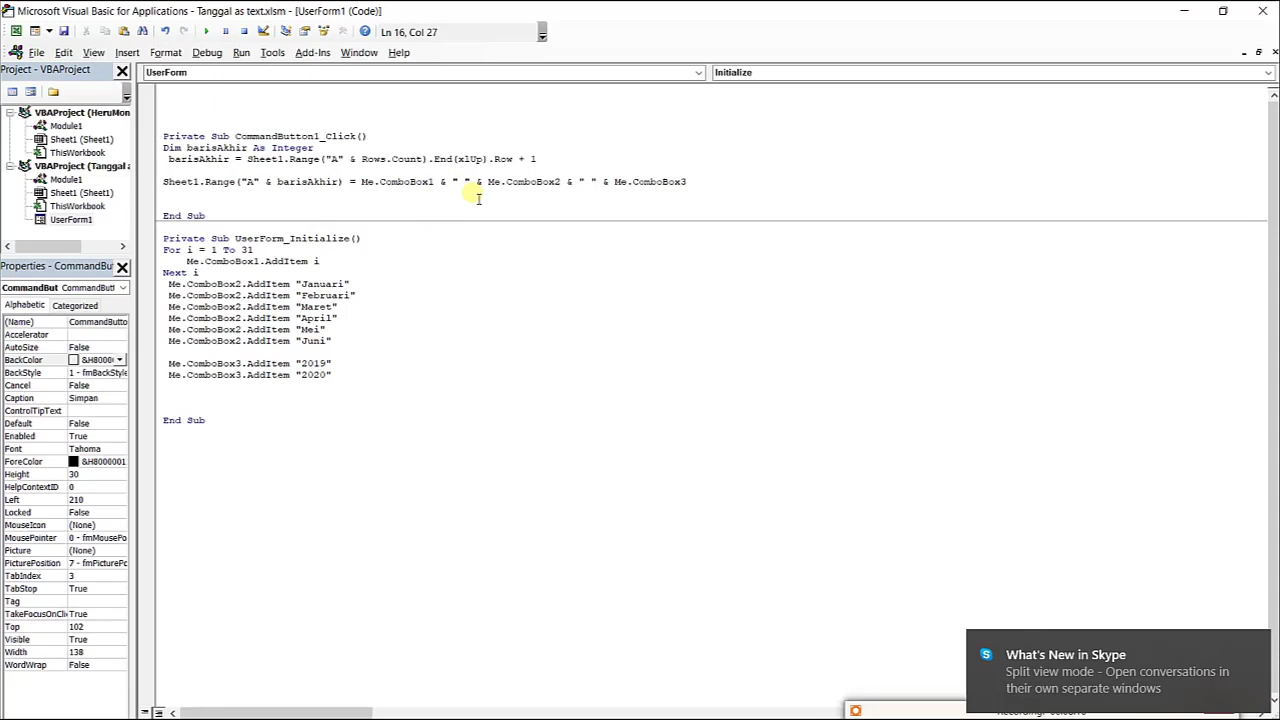 Microsoft Visual Basic for Applications - Tanggal as text.xlsm - [UserForm1 (Code)]
Ln 16, Col 27
File Edit View Insert Format Debug Run Tools Add-Ins Window Help
Project - VBAProject
UserForm
Initialize
VBAProject (HeruMon
Module1
Sheet1 (Sheet1)
ThisWorkbook
VBAProject (Tanggal a
Module1
Sheet1 (Sheet1)
ThisWorkbook
UserForm1
Properties - CommandBut
CommandBut CommandButt
Alphabetic Categorized
(Name) CommandButto
Accelerator
AutoSize False
BackColor &H8000
BackStyle 1 - fmBackStyle
Cancel False
Caption Simpan
ControlTipText
Default False
Enabled True
Font Tahoma
ForeColor &H8000001
Height 30
HelpContextID 0
Left 210
Locked False
MouseIcon (None)
MousePointer 0 - fmMousePo
Picture (None)
PicturePosition 7 - fmPicturePo
TabIndex 3
TabStop True
Tag
TakeFocusOnCli True
Top 102
Visible True
Width 138
WordWrap False
Private Sub CommandButton1_Click()
Dim barisAkhir As Integer
barisAkhir = Sheet1.Range("A" & Rows.Count).End(xlUp).Row + 1
Sheet1.Range("A" & barisAkhir) = Me.ComboBox1 & " " & Me.ComboBox2 & " " & Me.ComboBox3
End Sub
Private Sub UserForm_Initialize()
For i = 1 To 31
Me.ComboBox1.AddItem i
Next i
Me.ComboBox2.AddItem "Januari"
Me.ComboBox2.AddItem "Februari"
Me.ComboBox2.AddItem "Maret"
Me.ComboBox2.AddItem "April"
Me.ComboBox2.AddItem "Mei"
Me.ComboBox2.AddItem "Juni"
Me.ComboBox3.AddItem "2019"
Me.ComboBox3.AddItem "2020"
End Sub
What's New in Skype
Split view mode - Open conversations in
their own separate windows